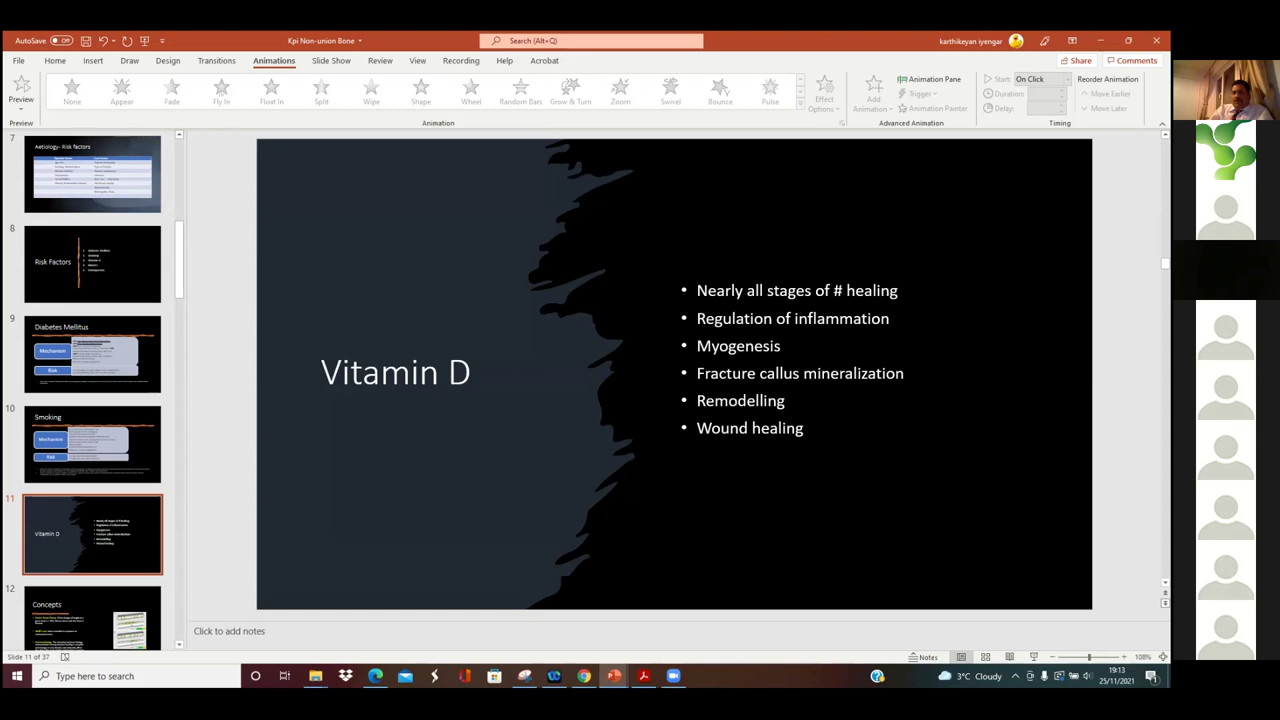 AutoSave Off
Kpi Non-union Bone
Search (Alt+Q)
karthikeyan iyengar
File Home Insert Draw Design Transitions Animations Slide Show Review View Recording Help Acrobat
Share Comments
Preview
None Appear Fade Fly In Float In Split Wipe Shape Wheel Random Bars Grow & Turn Zoom Swivel Bounce Pulse
Effect Options
Add Animation
Animation Pane
Trigger
Animation Painter
Start: On Click
Duration:
Delay:
Reorder Animation
Move Earlier
Move Later
Preview Animation Advanced Animation Timing
7
Aetiology- Risk factors
8
Risk Factors
9
Diabetes Mellitus
Mechanism
Risk
10
Smoking
Mechanism
Risk
11
Vitamin D
12
Concepts
Vitamin D
• Nearly all stages of # healing
• Regulation of inflammation
• Myogenesis
• Fracture callus mineralization
• Remodelling
• Wound healing
Click to add notes
Slide 11 of 37
Notes
108%
Type here to search
3°C Cloudy
19:13
25/11/2021